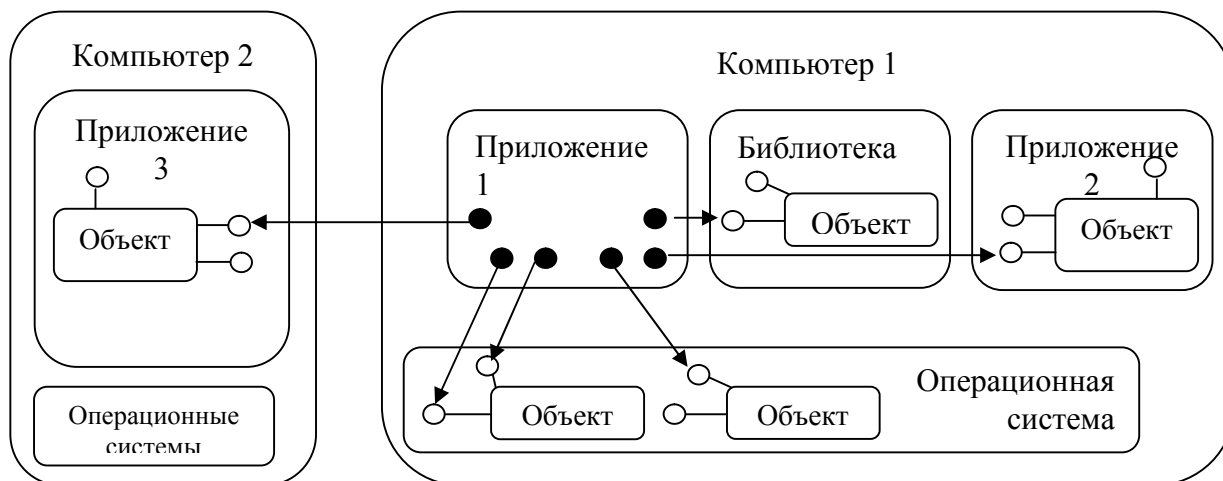 Компьютер 2
Приложение
3
Объект
Операционные
системы
Компьютер 1
Приложение
1
Библиотека
Объект
Приложение
2
Объект
Объект
Объект
Операционная
система